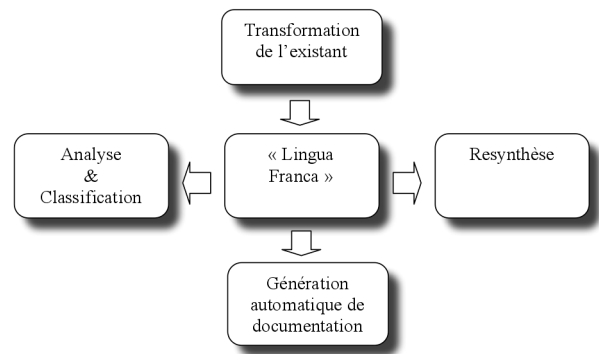 Transformation
de l'existant
Analyse
&
Classification
« Lingua
Franca »
Resynthèse
Génération
automatique de
documentation